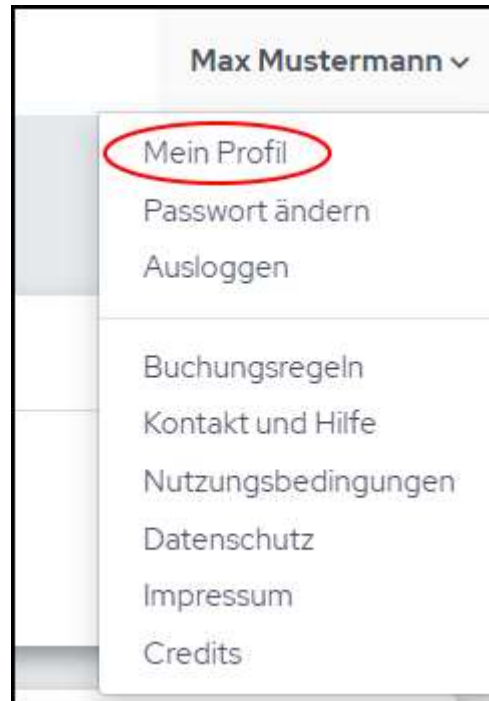 Max Mustermann
Mein Profil
Passwort ändern
Ausloggen
Buchungsregeln
Kontakt und Hilfe
Nutzungsbedingungen
Datenschutz
Impressum
Credits